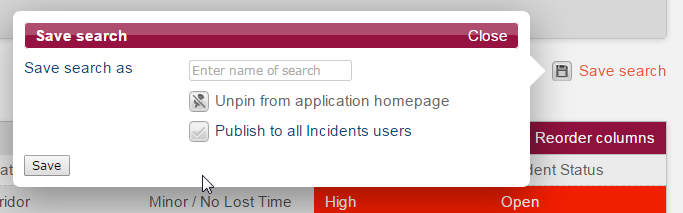 Save search Close
Save search as Enter name of search
Save search
Unpin from application homepage
Publish to all Incidents users
Reorder columns
Save
dent Status
ridor Minor / No Lost Time High Open